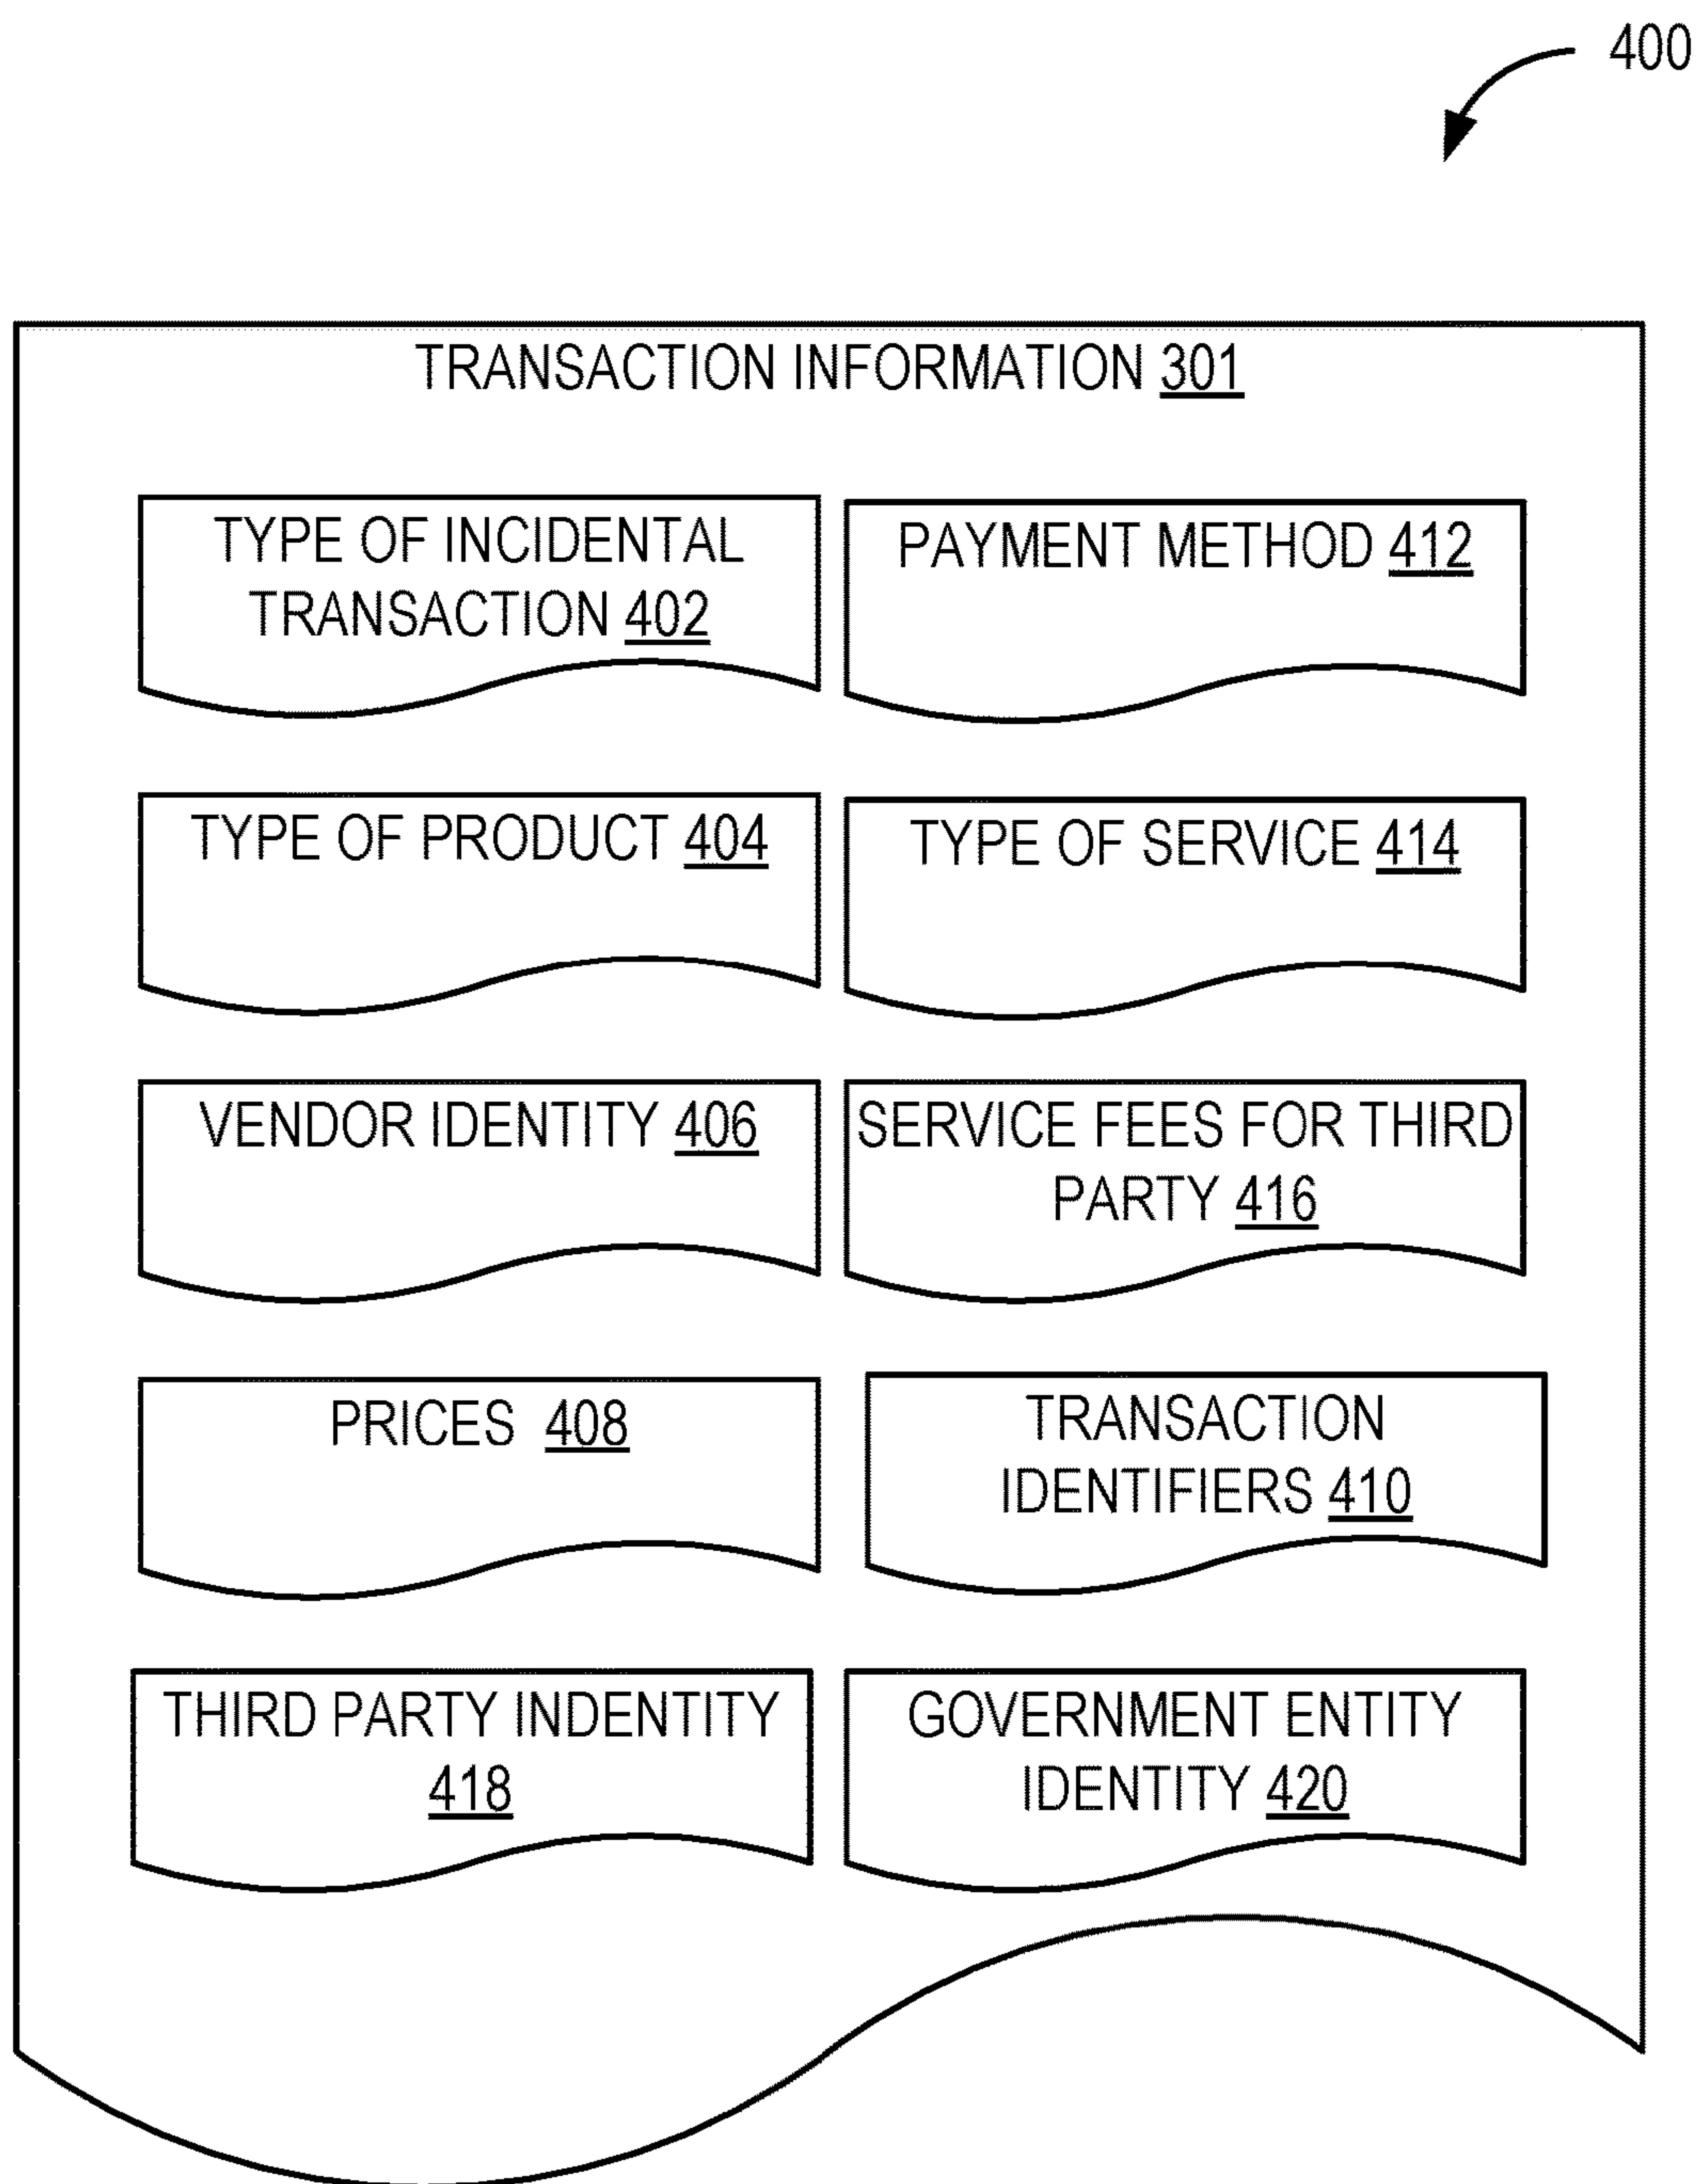 400
TRANSACTION INFORMATION 301
TYPE OF INCIDENTAL
TRANSACTION 402
PAYMENT METHOD 412
TYPE OF PRODUCT 404
TYPE OF SERVICE 414
VENDOR IDENTITY 406
SERVICE FEES FOR THIRD
PARTY 416
PRICES 408
TRANSACTION
IDENTIFIERS 410
THIRD PARTY INDENTITY
418
GOVERNMENT ENTITY
IDENTITY 420